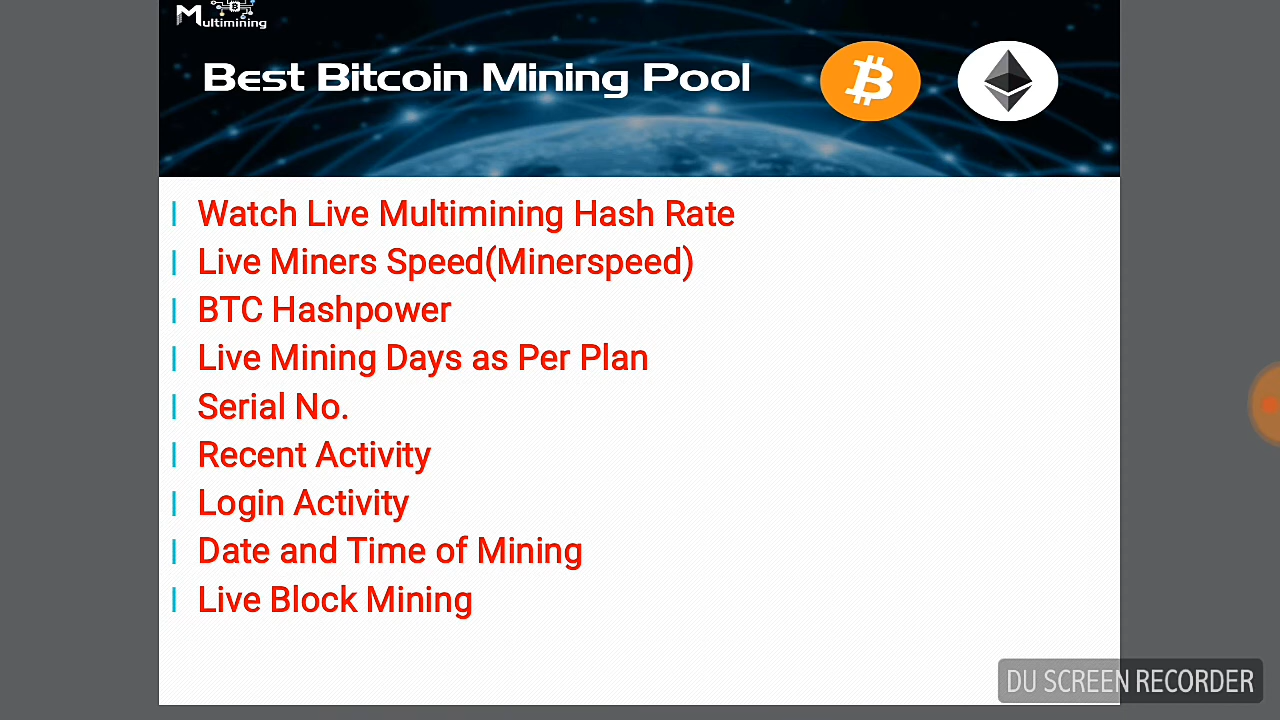 Multimining
Best Bitcoin Mining Pool
Watch Live Multimining Hash Rate
Live Miners Speed(Minerspeed)
BTC Hashpower
Live Mining Days as Per Plan
Serial No.
Recent Activity
Login Activity
Date and Time of Mining
Live Block Mining
DU SCREEN RECORDER